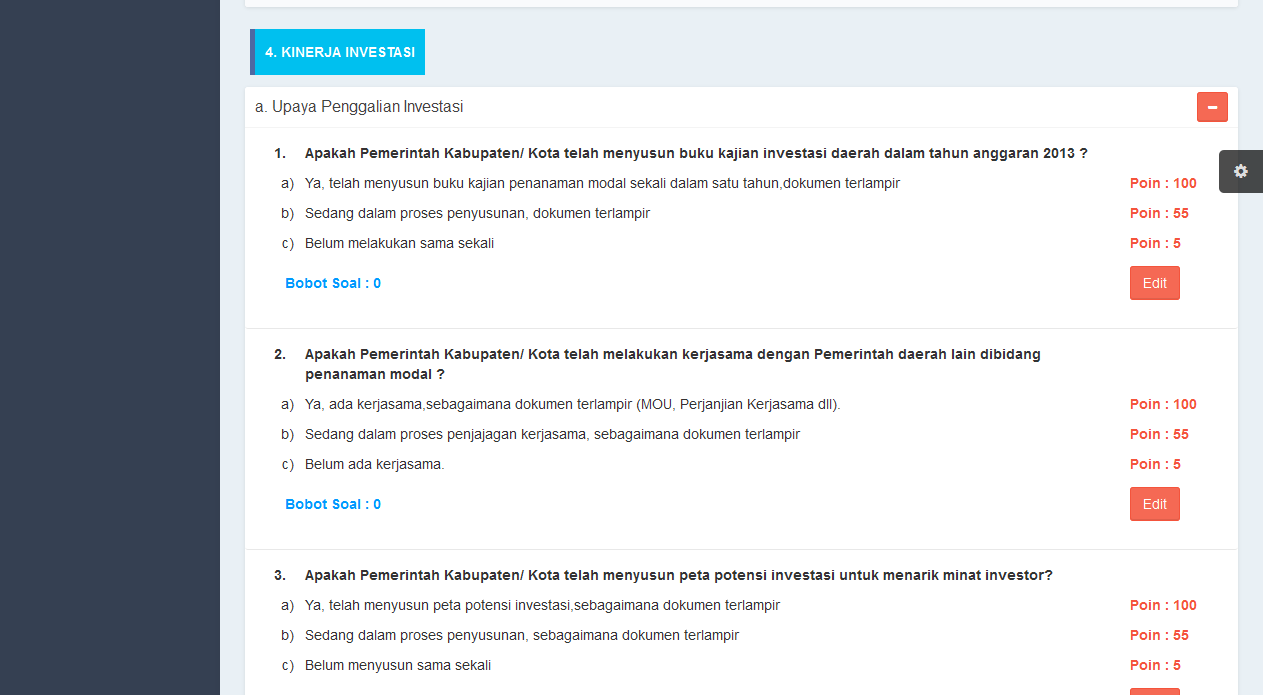 4. KINERJA INVESTASI
a. Upaya Penggalian Investasi
1. Apakah Pemerintah Kabupaten/ Kota telah menyusun buku kajian investasi daerah dalam tahun anggaran 2013 ?
a) Ya, telah menyusun buku kajian penanaman modal sekali dalam satu tahun,dokumen terlampir Poin : 100
b) Sedang dalam proses penyusunan, dokumen terlampir Poin : 55
c) Belum melakukan sama sekali Poin : 5
Bobot Soal : 0 Edit
2. Apakah Pemerintah Kabupaten/ Kota telah melakukan kerjasama dengan Pemerintah daerah lain dibidang
penanaman modal ?
a) Ya, ada kerjasama,sebagaimana dokumen terlampir (MOU, Perjanjian Kerjasama dll). Poin : 100
b) Sedang dalam proses penjajagan kerjasama, sebagaimana dokumen terlampir Poin : 55
c) Belum ada kerjasama. Poin : 5
Bobot Soal : 0 Edit
3. Apakah Pemerintah Kabupaten/ Kota telah menyusun peta potensi investasi untuk menarik minat investor?
a) Ya, telah menyusun peta potensi investasi,sebagaimana dokumen terlampir Poin : 100
b) Sedang dalam proses penyusunan, sebagaimana dokumen terlampir Poin : 55
c) Belum menyusun sama sekali Poin : 5